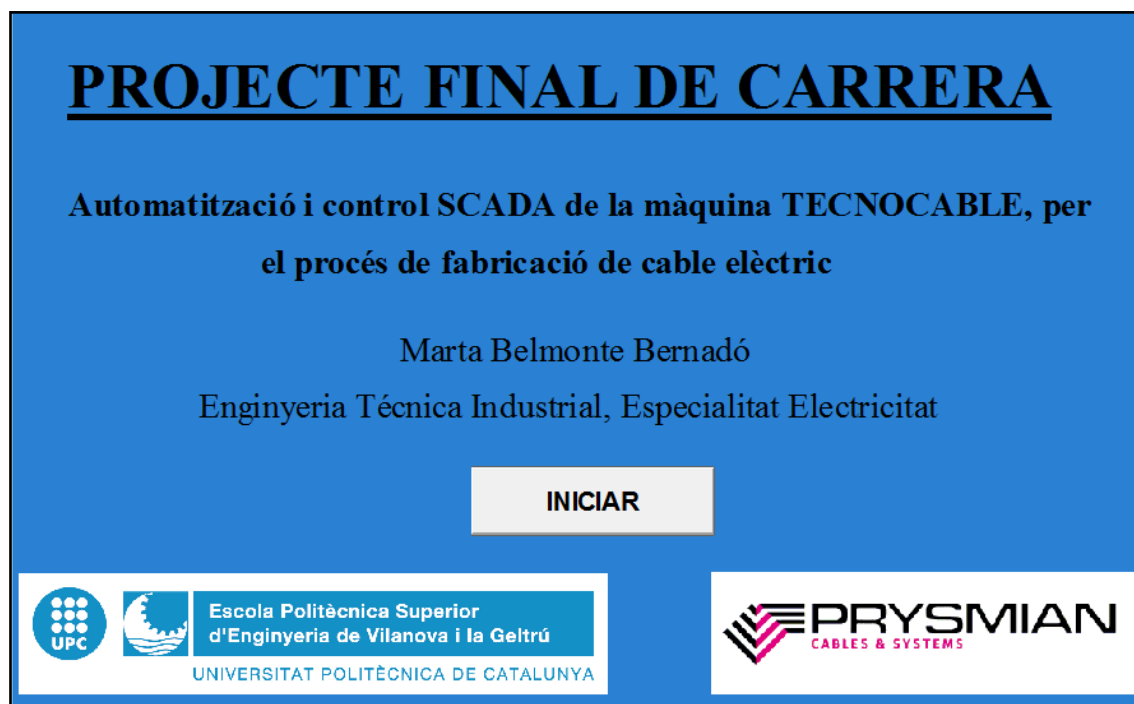 PROJECTE FINAL DE CARRERA
Automatització i control SCADA de la màquina TECNOCABLE, per
el procés de fabricació de cable elèctric
Marta Belmonte Bernadó
Enginyeria Técnica Industrial, Especialitat Electricitat
INICIAR
UPC
Escola Politècnica Superior
d'Enginyeria de Vilanova i la Geltrú
UNIVERSITAT POLITÈCNICA DE CATALUNYA
PRYSMIAN
CABLES & SYSTEMS